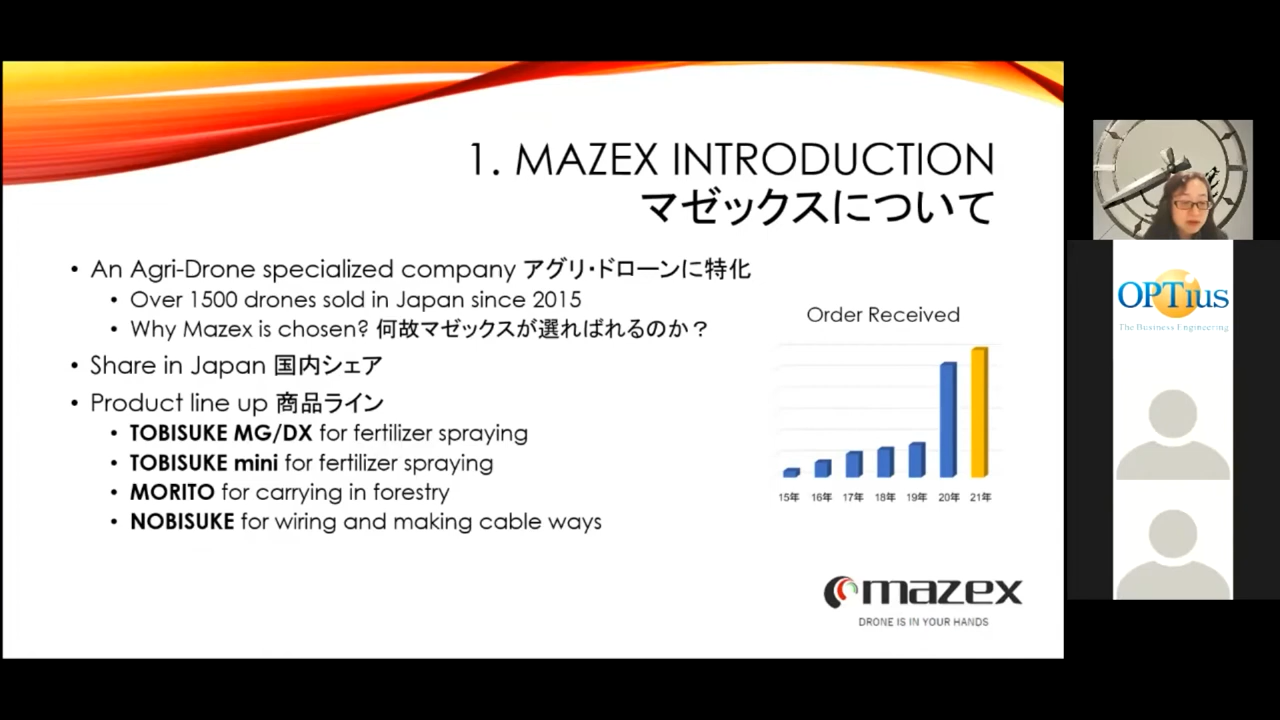 1. MAZEX INTRODUCTION
マゼックスについて
• An Agri-Drone specialized company アグリ・ドローンに特化
• Over 1500 drones sold in Japan since 2015
• Why Mazex is chosen? 何故マゼックスが選ればれるのか？
• Share in Japan 国内シェア
• Product line up 商品ライン
• TOBISUKE MG/DX for fertilizer spraying
• TOBISUKE mini for fertilizer spraying
• MORITO for carrying in forestry
• NOBISUKE for wiring and making cable ways
Order Received
15年 16年 17年 18年 19年 20年 21年
mazex
DRONE IS IN YOUR HANDS
OPTius
The Business Engineering